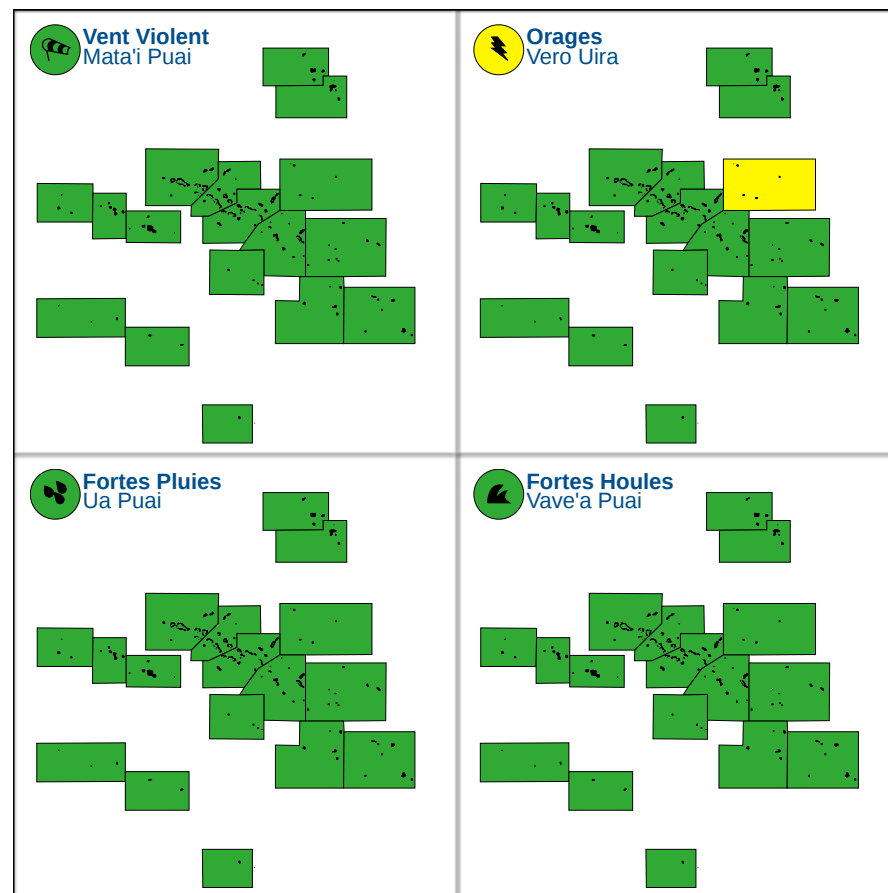 Vent Violent
Mata'i Puai
Orages
Vero Uira
Fortes Pluies
Ua Puai
Fortes Houles
Vave'a Puai